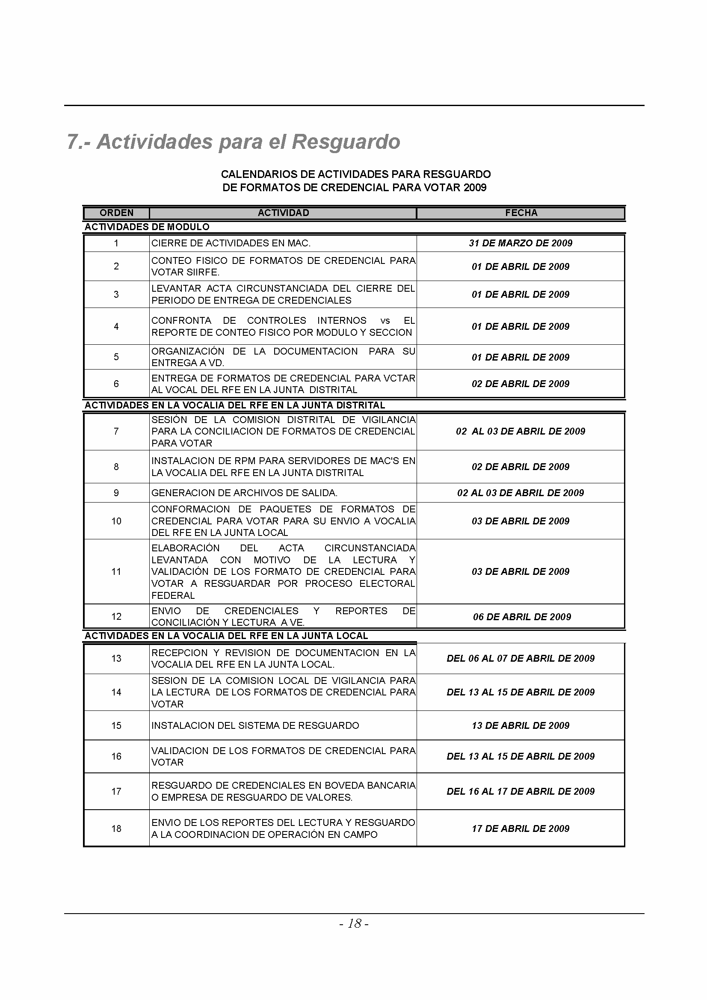 7.- Actividades para el Resguardo
CALENDARIOS DE ACTIVIDADES PARA RESGUARDO
DE FORMATOS DE CREDENCIAL PARA VOTAR 2009
ORDEN ACTIVIDAD FECHA
ACTIVIDADES DE MODULO
1 CIERRE DE ACTIVIDADES EN MAC. 31 DE MARZO DE 2009
2 CONTEO FISICO DE FORMATOS DE CREDENCIAL PARA
VOTAR SIIRFE. 01 DE ABRIL DE 2009
3 LEVANTAR ACTA CIRCUNSTANCIADA DEL CIERRE DEL
PERIODO DE ENTREGA DE CREDENCIALES 01 DE ABRIL DE 2009
4 CONFRONTA DE CONTROLES INTERNOS vs EL
REPORTE DE CONTEO FISICO POR MODULO Y SECCION 01 DE ABRIL DE 2009
5 ORGANIZACIÓN DE LA DOCUMENTACION PARA SU
ENTREGA A VD. 01 DE ABRIL DE 2009
6 ENTREGA DE FORMATOS DE CREDENCIAL PARA VCTAR
AL VOCAL DEL RFE EN LA JUNTA DISTRITAL 02 DE ABRIL DE 2009
ACTIVIDADES EN LA VOCALIA DEL RFE EN LA JUNTA DISTRITAL
7 SESIÓN DE LA COMISION DISTRITAL DE VIGILANCIA
PARA LA CONCILIACION DE FORMATOS DE CREDENCIAL
PARA VOTAR 02 AL 03 DE ABRIL DE 2009
8 INSTALACION DE RPM PARA SERVIDORES DE MAC'S EN
LA VOCALIA DEL RFE EN LA JUNTA DISTRITAL 02 DE ABRIL DE 2009
9 GENERACION DE ARCHIVOS DE SALIDA. 02 AL 03 DE ABRIL DE 2009
10 CONFORMACION DE PAQUETES DE FORMATOS DE
CREDENCIAL PARA VOTAR PARA SU ENVIO A VOCALIA
DEL RFE EN LA JUNTA LOCAL 03 DE ABRIL DE 2009
11 ELABORACIÓN DEL ACTA CIRCUNSTANCIADA
LEVANTADA CON MOTIVO DE LA LECTURA Y
VALIDACIÓN DE LOS FORMATO DE CREDENCIAL PARA
VOTAR A RESGUARDAR POR PROCESO ELECTORAL
FEDERAL 03 DE ABRIL DE 2009
12 ENVIO DE CREDENCIALES Y REPORTES DE
CONCILIACIÓN Y LECTURA A VE. 06 DE ABRIL DE 2009
ACTIVIDADES EN LA VOCALIA DEL RFE EN LA JUNTA LOCAL
13 RECEPCION Y REVISION DE DOCUMENTACION EN LA
VOCALIA DEL RFE EN LA JUNTA LOCAL. DEL 06 AL 07 DE ABRIL DE 2009
14 SESION DE LA COMISION LOCAL DE VIGILANCIA PARA
LA LECTURA DE LOS FORMATOS DE CREDENCIAL PARA
VOTAR DEL 13 AL 15 DE ABRIL DE 2009
15 INSTALACION DEL SISTEMA DE RESGUARDO 13 DE ABRIL DE 2009
16 VALIDACION DE LOS FORMATOS DE CREDENCIAL PARA
VOTAR DEL 13 AL 15 DE ABRIL DE 2009
17 RESGUARDO DE CREDENCIALES EN BOVEDA BANCARIA
O EMPRESA DE RESGUARDO DE VALORES. DEL 16 AL 17 DE ABRIL DE 2009
18 ENVIO DE LOS REPORTES DEL LECTURA Y RESGUARDO
A LA COORDINACION DE OPERACIÓN EN CAMPO 17 DE ABRIL DE 2009
- 18 -